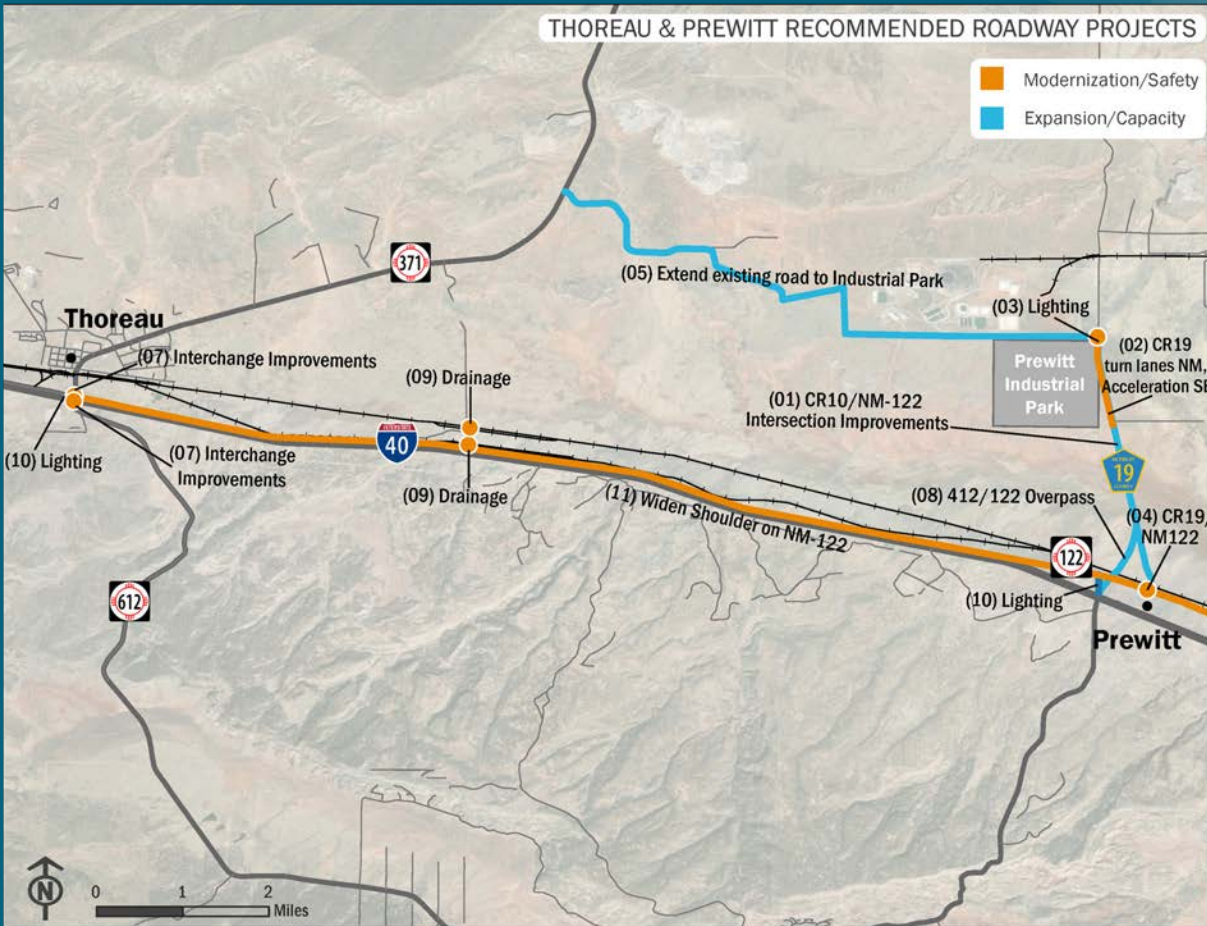 THOREAU & PREWITT RECOMMENDED ROADWAY PROJECTS
Modernization/Safety
Expansion/Capacity
371
(05) Extend existing road to Industrial Park
(03) Lighting
Thoreau
(07) Interchange Improvements
(02) CR19
turn lanes NM,
Acceleration SB
Prewitt
Industrial
Park
(09) Drainage
(01) CR10/NM-122
Intersection Improvements
INTERSTATE
40
(10) Lighting
(07) Interchange
Improvements
(09) Drainage
19
(11) Widen Shoulder on NM-122
(08) 412/122 Overpass
(04) CR19/
NM122
122
612
(10) Lighting
Prewitt
N
0 1 2
Miles